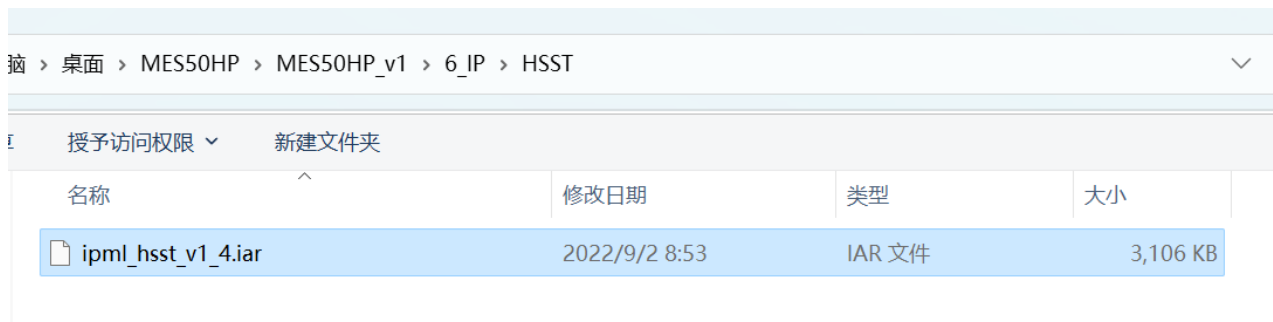 脑 › 桌面 › MES50HP › MES50HP_v1 › 6_IP › HSST
授予访问权限 新建文件夹
名称 修改日期 类型 大小
ipml_hsst_v1_4.iar 2022/9/2 8:53 IAR 文件 3,106 KB